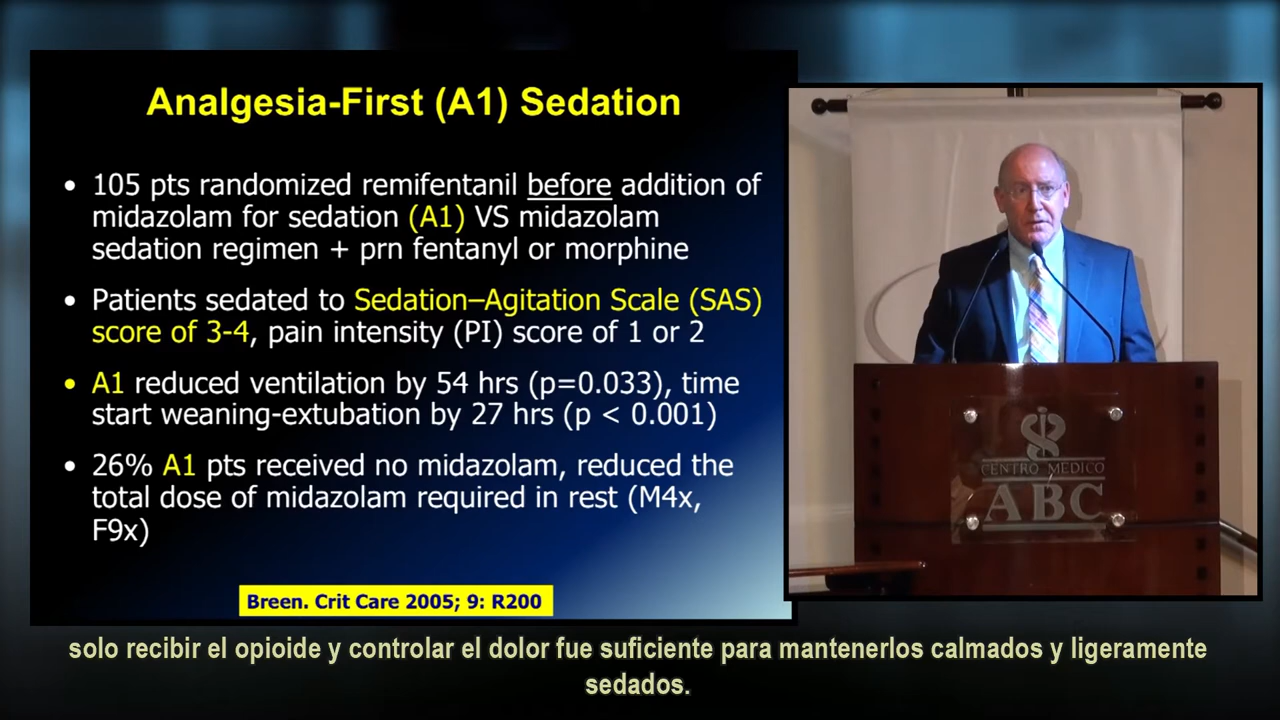 Analgesia-First (A1) Sedation
• 105 pts randomized remifentanil before addition of
midazolam for sedation (A1) VS midazolam
sedation regimen + prn fentanyl or morphine
• Patients sedated to Sedation–Agitation Scale (SAS)
score of 3-4, pain intensity (PI) score of 1 or 2
• A1 reduced ventilation by 54 hrs (p=0.033), time
start weaning-extubation by 27 hrs (p < 0.001)
• 26% A1 pts received no midazolam, reduced the
total dose of midazolam required in rest (M4x,
F9x)
Breen. Crit Care 2005; 9: R200
CENTRO MEDICO
ABC
solo recibir el opioide y controlar el dolor fue suficiente para mantenerlos calmados y ligeramente
sedados.